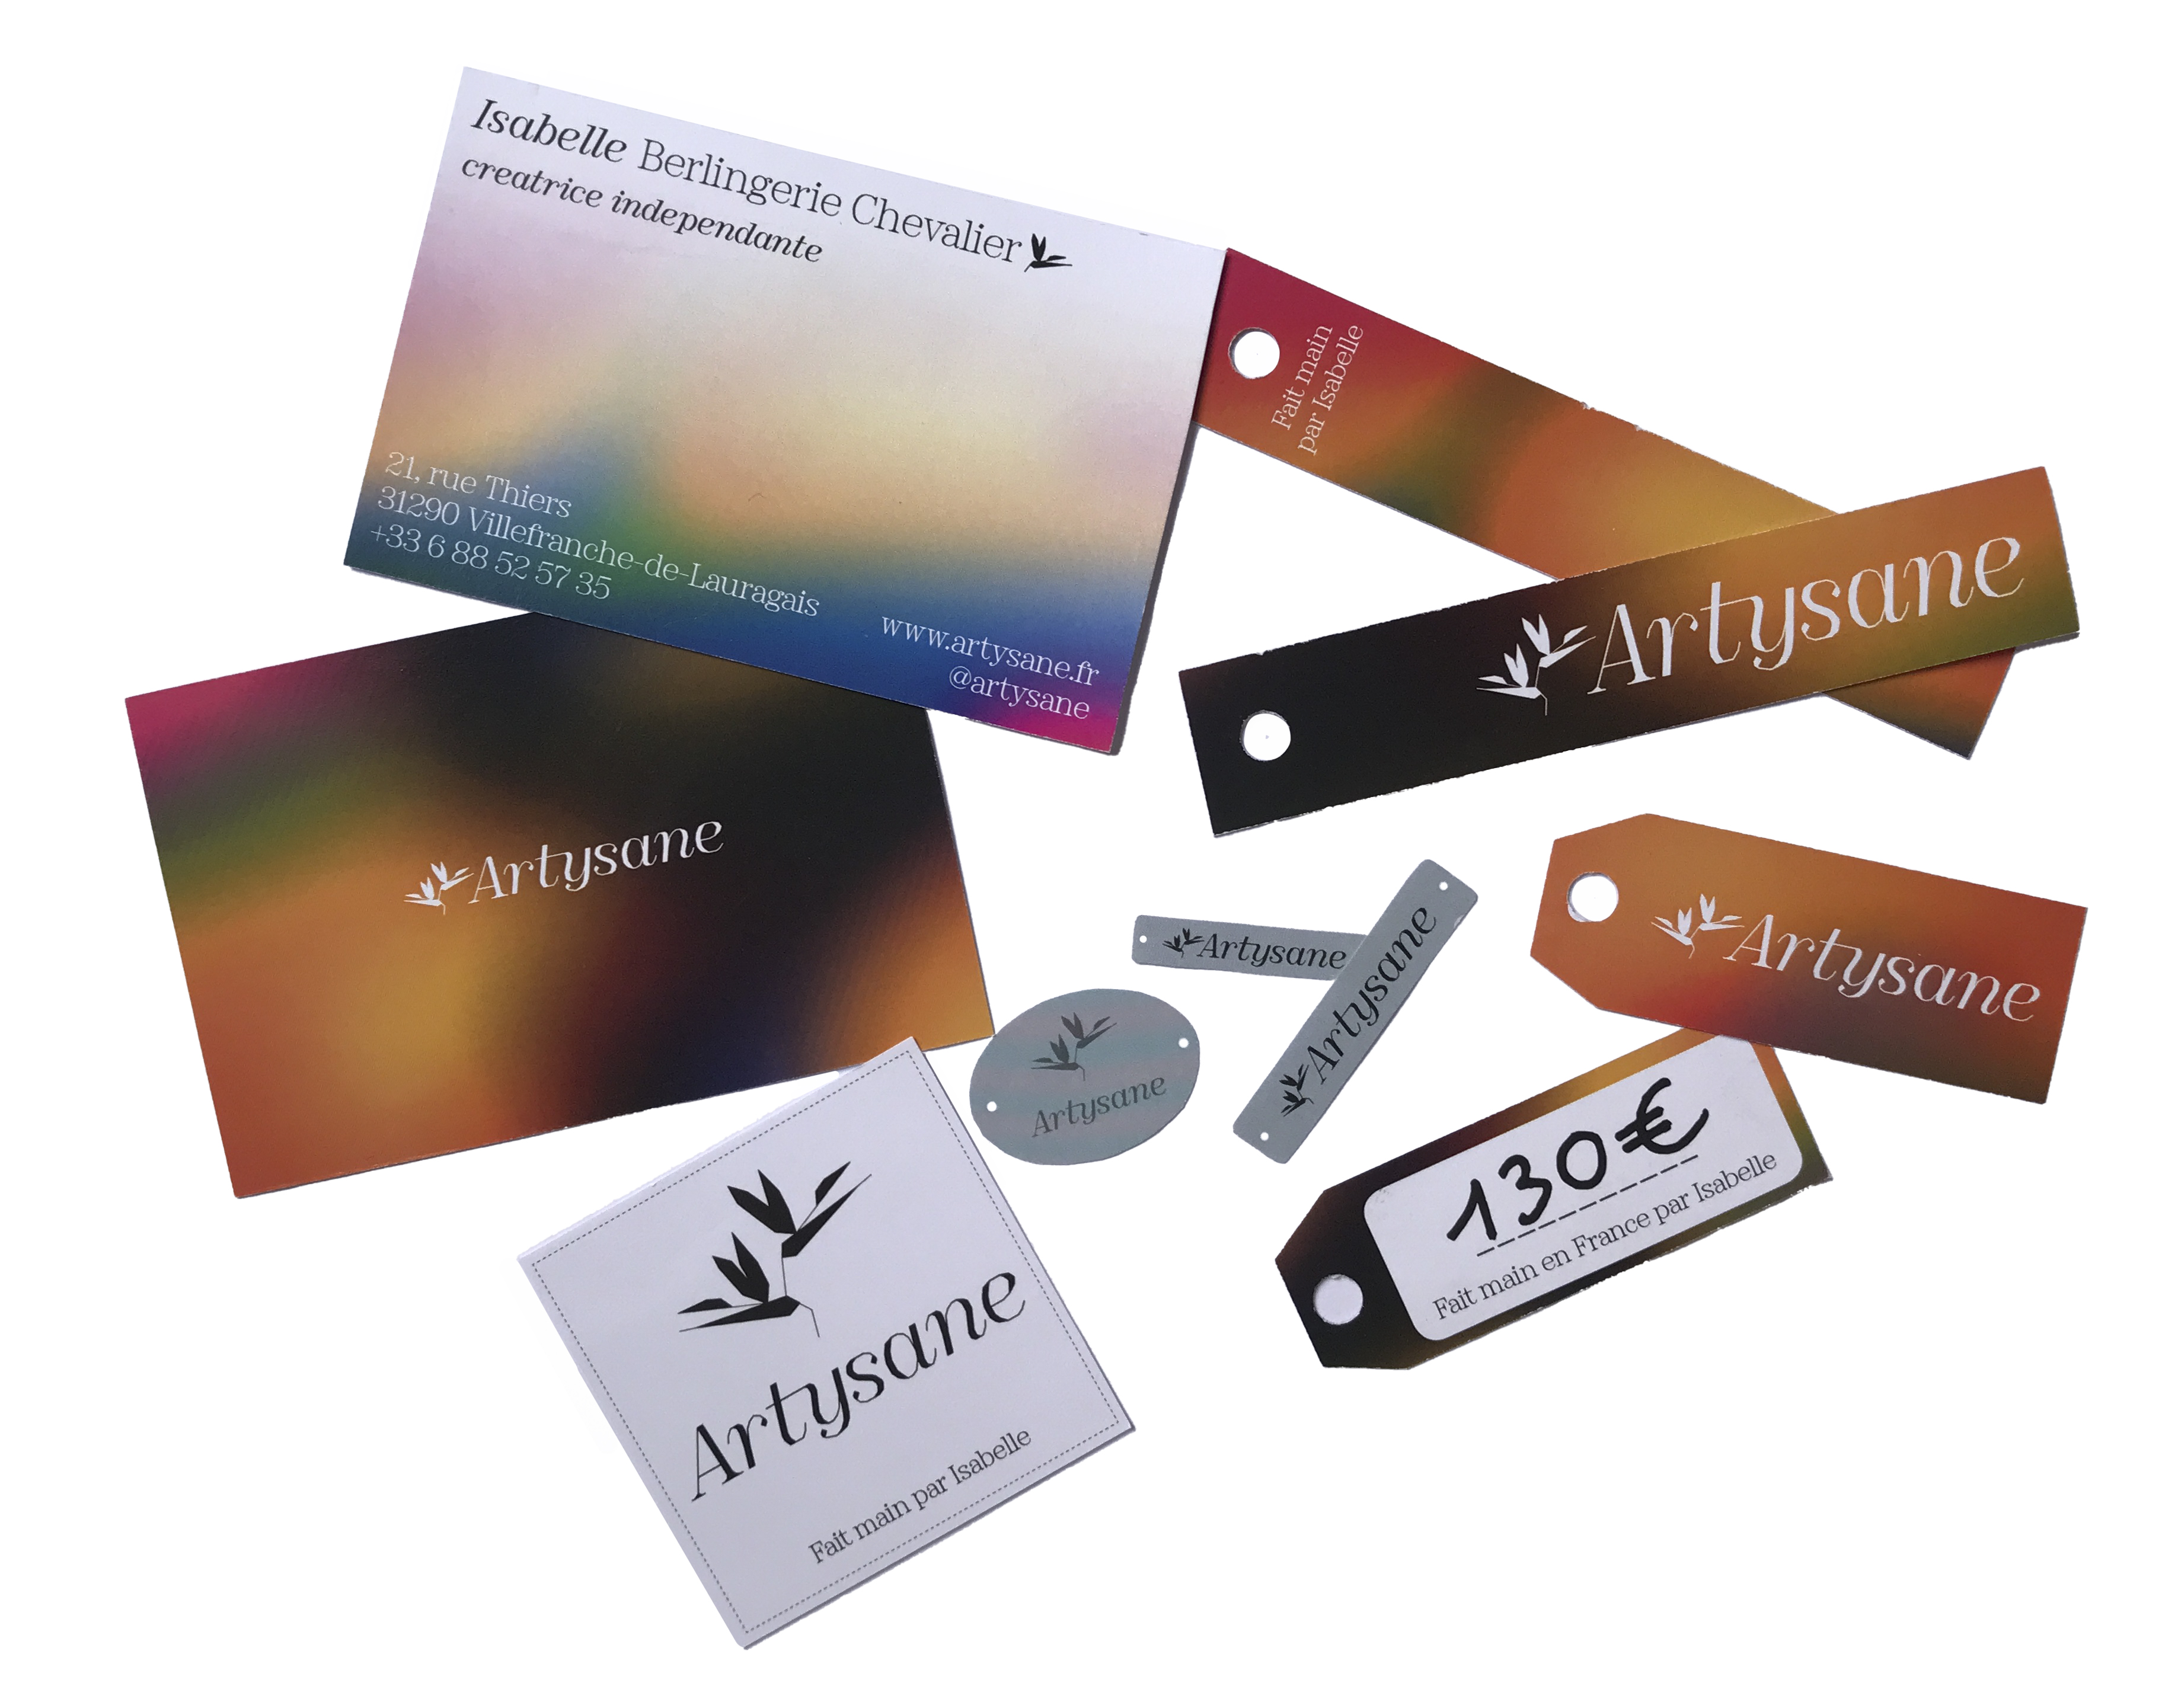 Isabelle Berlingerie Chevalier
creatrice independante
21, rue Thiers
31290 Villefranche-de-Lauragais
+33 6 88 52 57 35
www.artysane.fr
@artysane
Fait main
par Isabelle
Artysane
Artysane
Artysane
Artysane
Artysane
Artysane
130€
Fait main en France par Isabelle
Artysane
Fait main par Isabelle